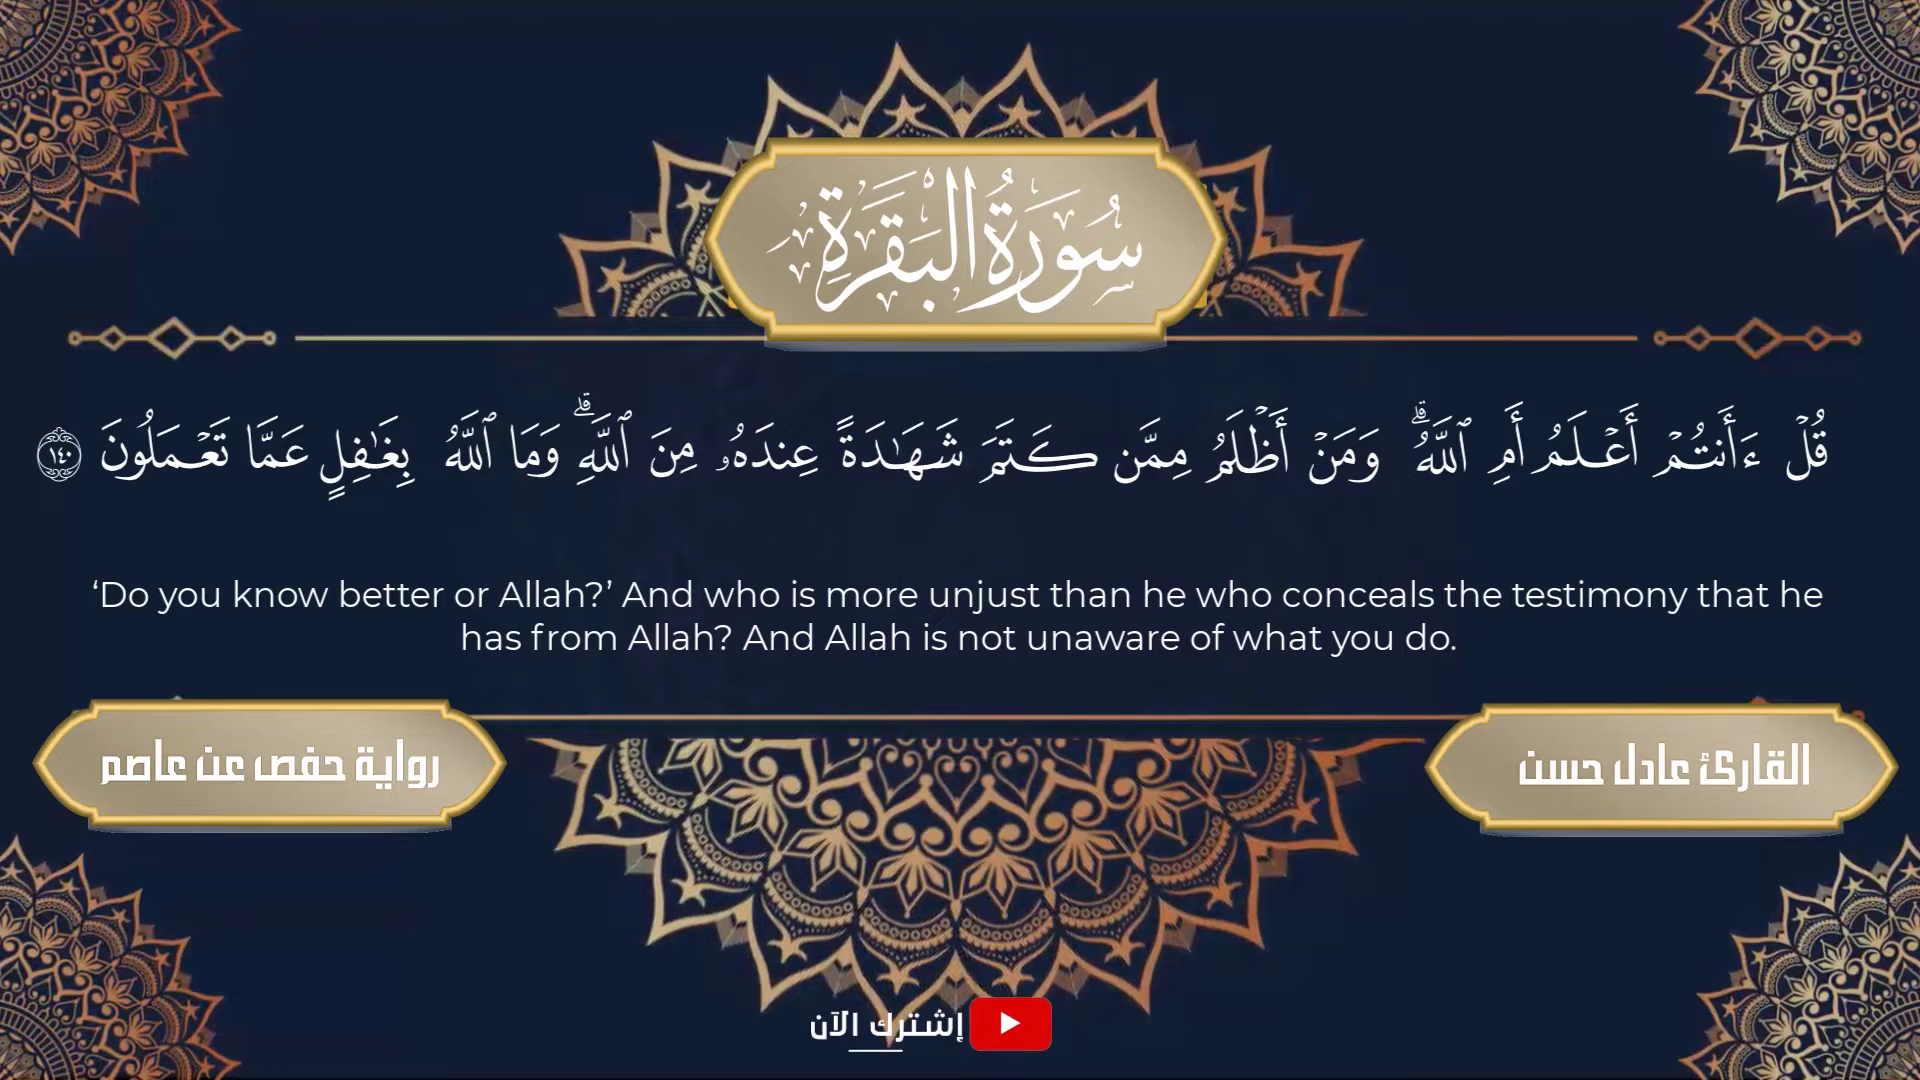 سُورَةُ البَقَرَةِ
قُلۡ ءَأَنتُمۡ أَعۡلَمُ أَمِ ٱللَّهُۗ وَمَنۡ أَظۡلَمُ مِمَّن كَتَمَ شَهَٰدَةً عِندَهُۥ مِنَ ٱللَّهِۗ وَمَا ٱللَّهُ بِغَٰفِلٍ عَمَّا تَعۡمَلُونَ ١٤٠
‘Do you know better or Allah?’ And who is more unjust than he who conceals the testimony that he
has from Allah? And Allah is not unaware of what you do.
القارئ عادل حسن
رواية حفص عن عاصم
إشترك الآن